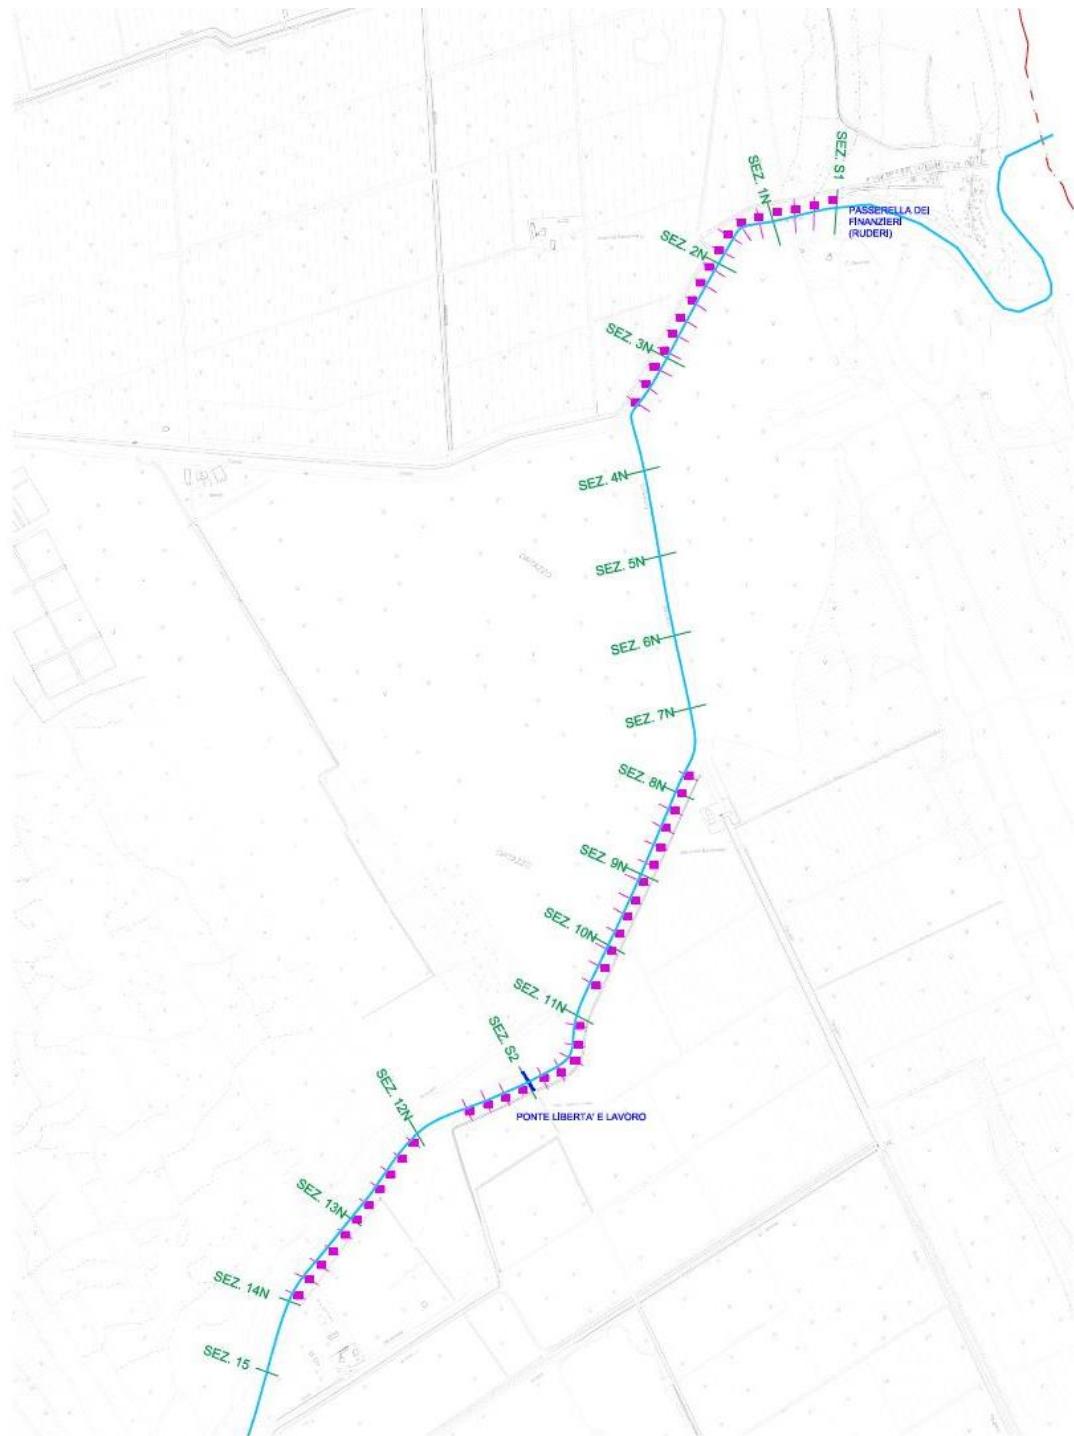 SEZ. S1
SEZ. 1N
PASSERELLA DEI
FINANZIERI
(RUDERI)
SEZ. 2N
SEZ. 3N
SEZ. 4N
SEZ. 5N
SEZ. 6N
SEZ. 7N
SEZ. 8N
SEZ. 9N
SEZ. 10N
SEZ. 11N
SEZ. S2
SEZ. 12N
PONTE LIBERTA' E LAVORO
SEZ. 13N
SEZ. 14N
SEZ. 15